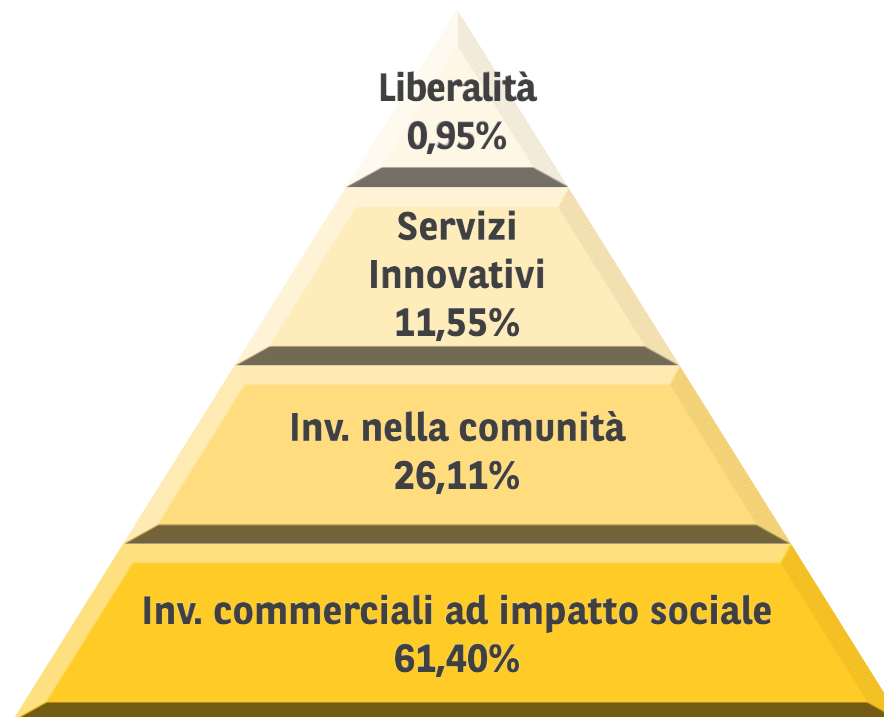 Liberalità
0,95%
Servizi
Innovativi
11,55%
Inv. nella comunità
26,11%
Inv. commerciali ad impatto sociale
61,40%